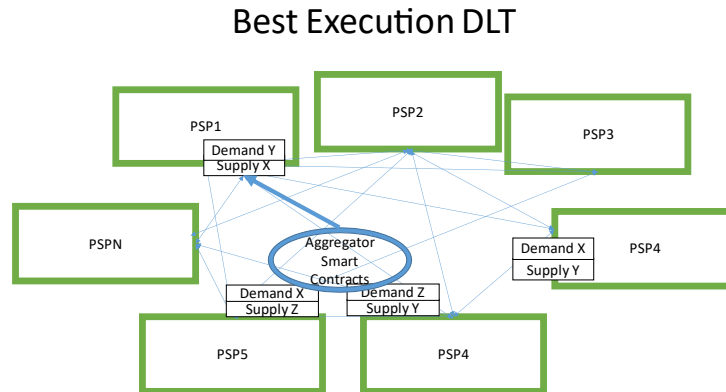 Best Execution DLT
PSP1
PSP2
PSP3
Demand Y
Supply X
PSPN
Aggregator
Smart
Contracts
Demand X
Supply Y
PSP4
Demand X
Supply Z
Demand Z
Supply Y
PSP5
PSP4